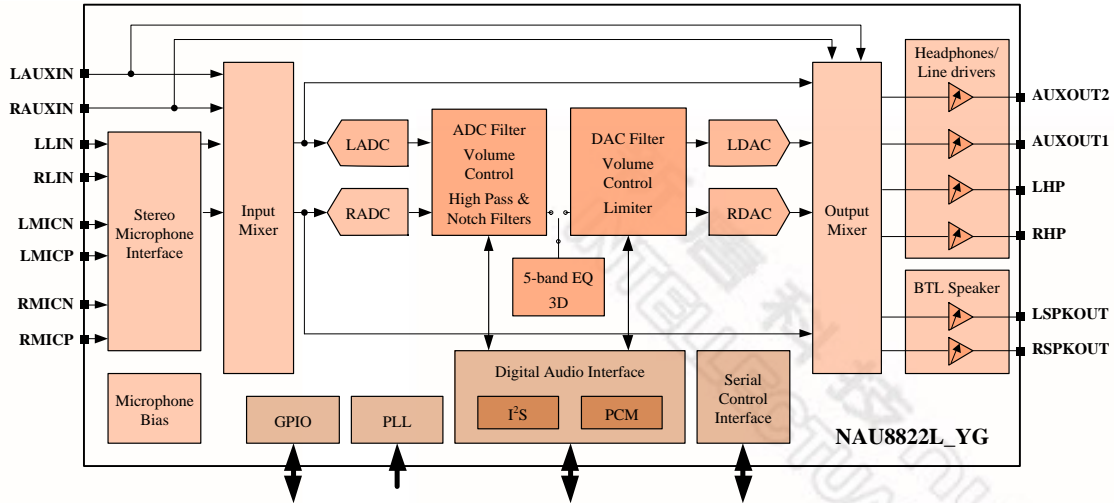 LAUXIN
RAUXIN
LLIN
RLIN
LMICN
LMICP
RMICN
RMICP
Stereo
Microphone
Interface
Microphone
Bias
Input
Mixer
LADC
RADC
ADC Filter
Volume
Control
High Pass &
Notch Filters
DAC Filter
Volume
Control
Limiter
5-band EQ
3D
LDAC
RDAC
Output
Mixer
Headphones/
Line drivers
BTL Speaker
AUXOUT2
AUXOUT1
LHP
RHP
LSPKOUT
RSPKOUT
GPIO
PLL
Digital Audio Interface
I²S
PCM
Serial
Control
Interface
NAU8822L_YG